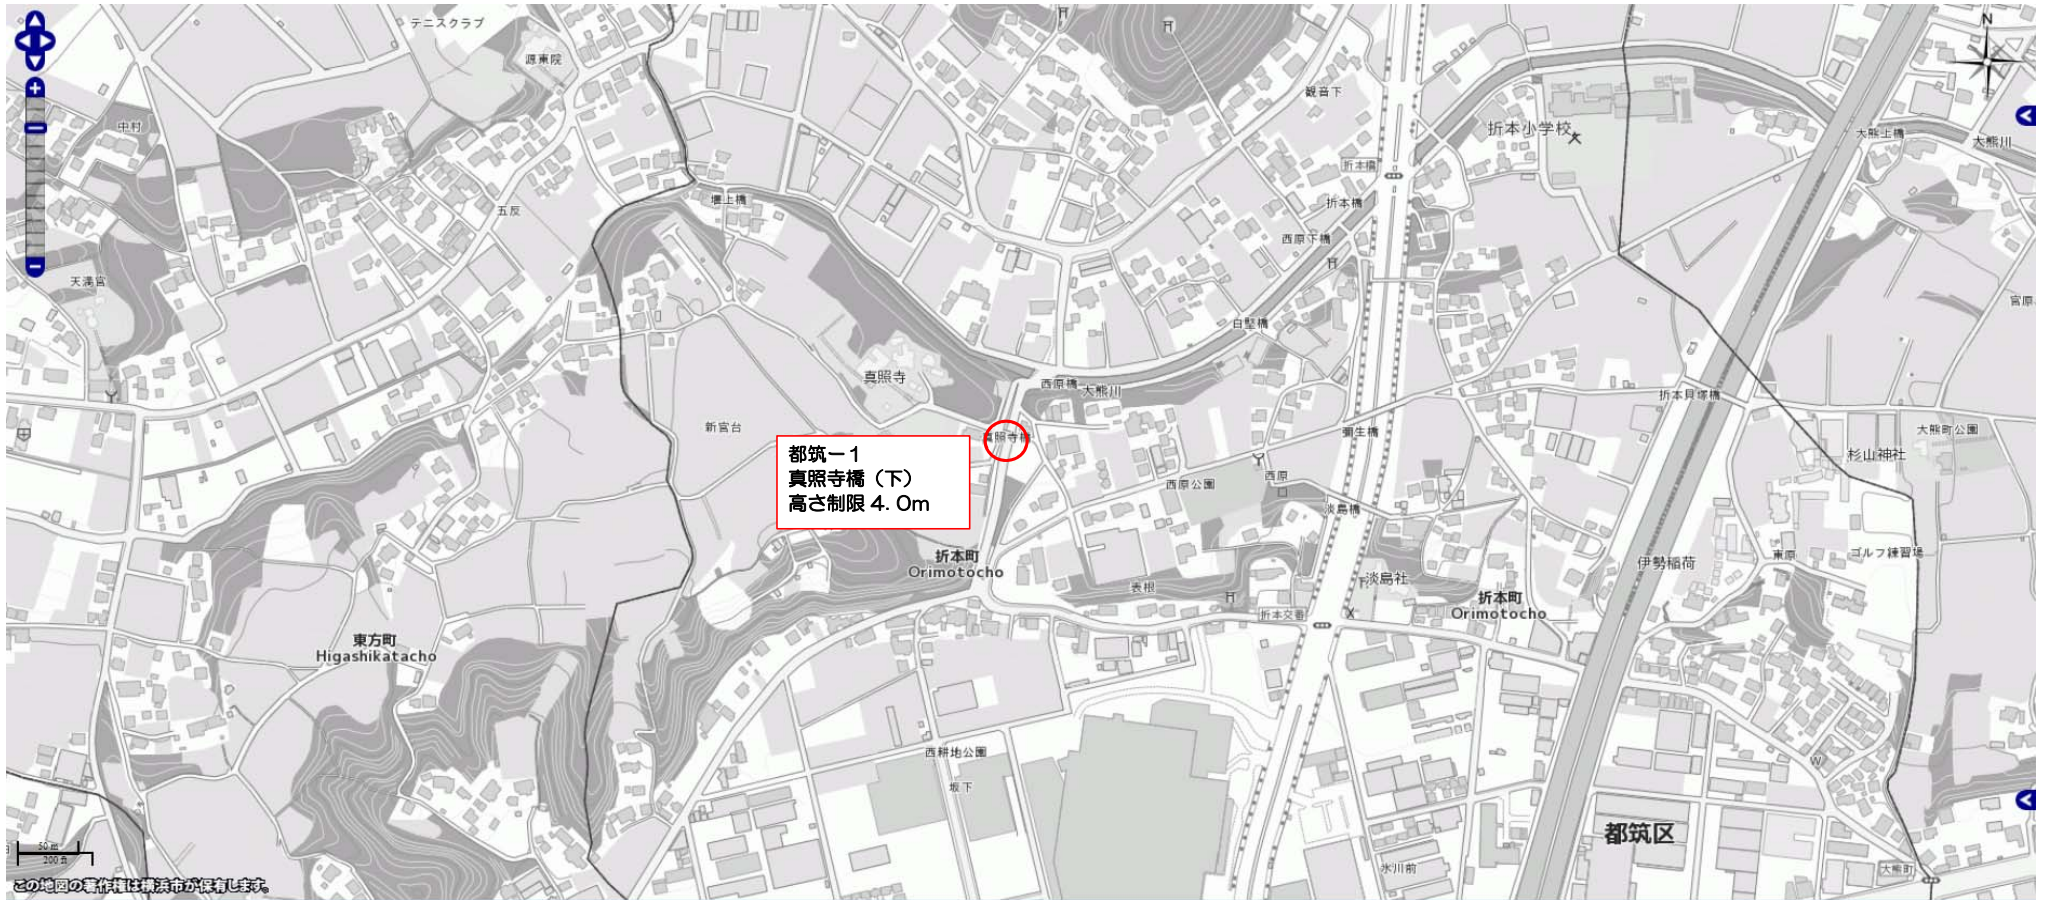 テニスクラブ
源東院
N
観音下
中村
折本小学校
大熊上橋
大熊川
折本橋
五反
堰上橋
折本橋
西原下橋
天満宮
宮原
白堅橋
真照寺
西原橋
大熊川
折本貝塚橋
新宮台
真照寺橋
彌生橋
大熊町公園
杉山神社
都筑ー1
真照寺橋（下）
高さ制限 4. 0m
西原公園
西原
淡島橋
折本町
Orimotocho
東原
ゴルフ練習場
伊勢稲荷
淡島社
表根
折本町
Orimotocho
折本交番
東方町
Higashikatacho
西耕地公園
坂下
都筑区
氷川前
大熊町
この地図の著作権は横浜市が保有します。